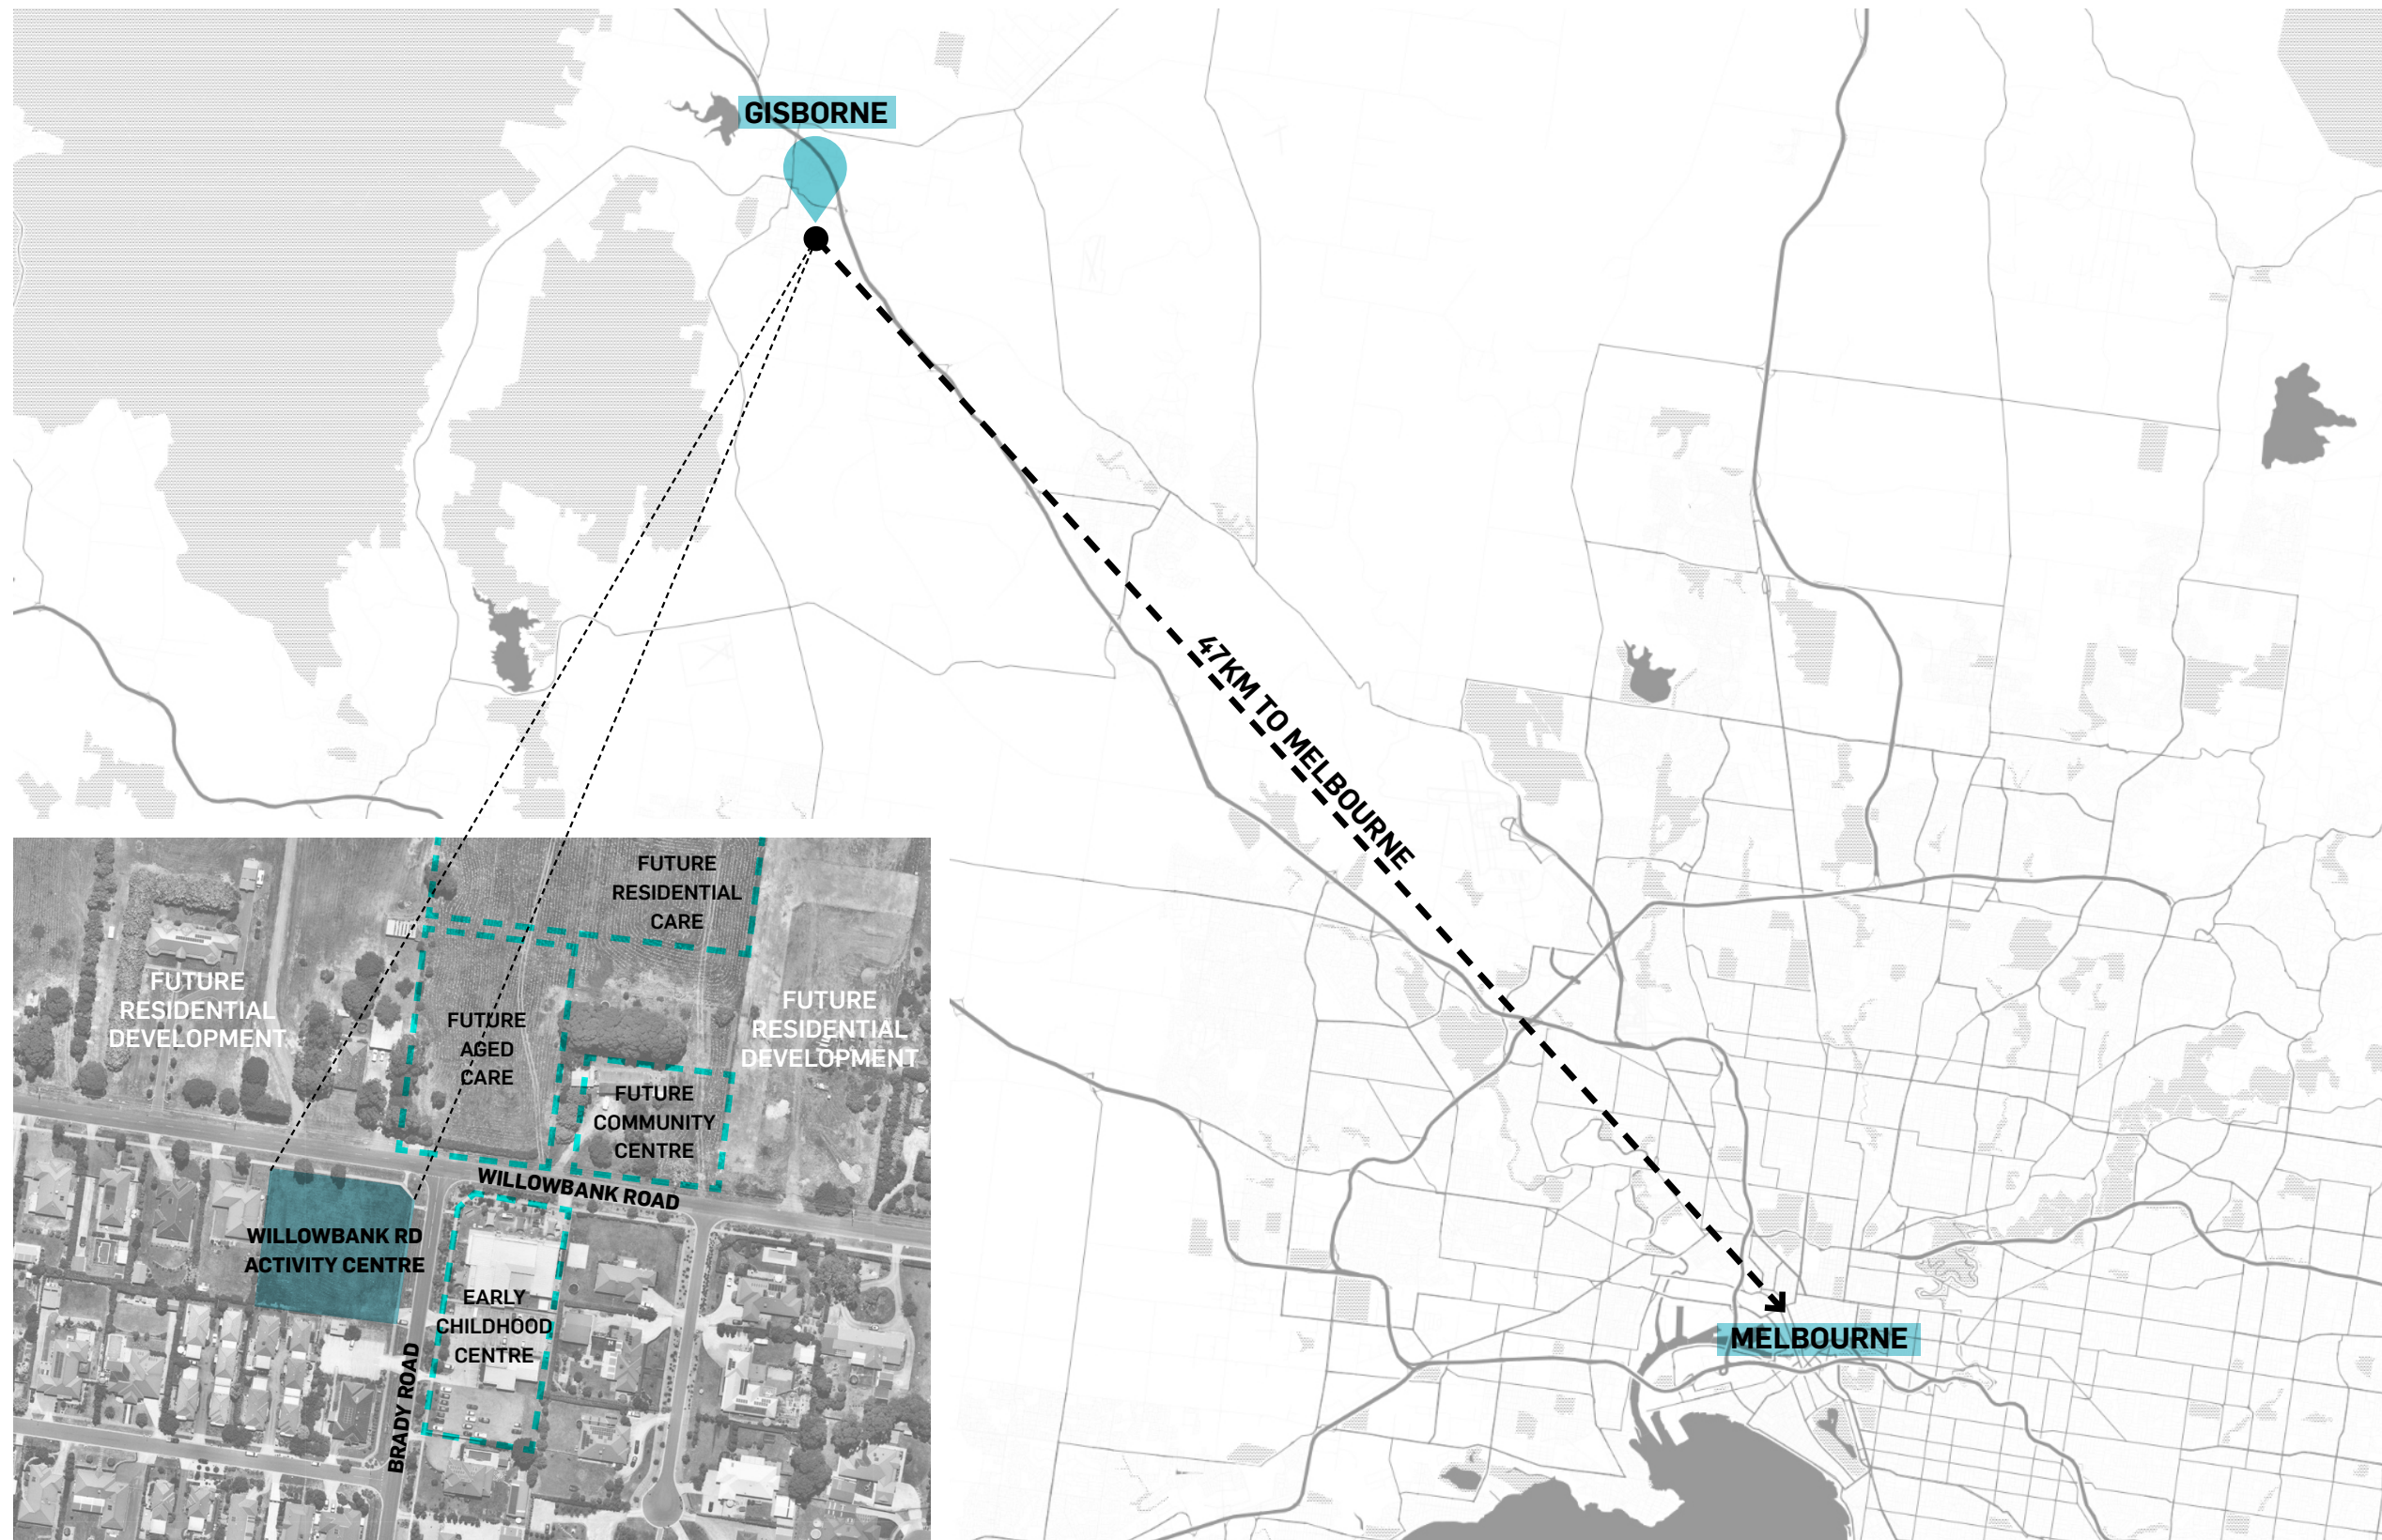 GISBORNE
47KM TO MELBOURNE
MELBOURNE
FUTURE
RESIDENTIAL
CARE
FUTURE
RESIDENTIAL
DEVELOPMENT
FUTURE
RESIDENTIAL
DEVELOPMENT
FUTURE
AGED
CARE
FUTURE
COMMUNITY
CENTRE
WILLOWBANK ROAD
WILLOWBANK RD
ACTIVITY CENTRE
EARLY
CHILDHOOD
CENTRE
BRADY ROAD